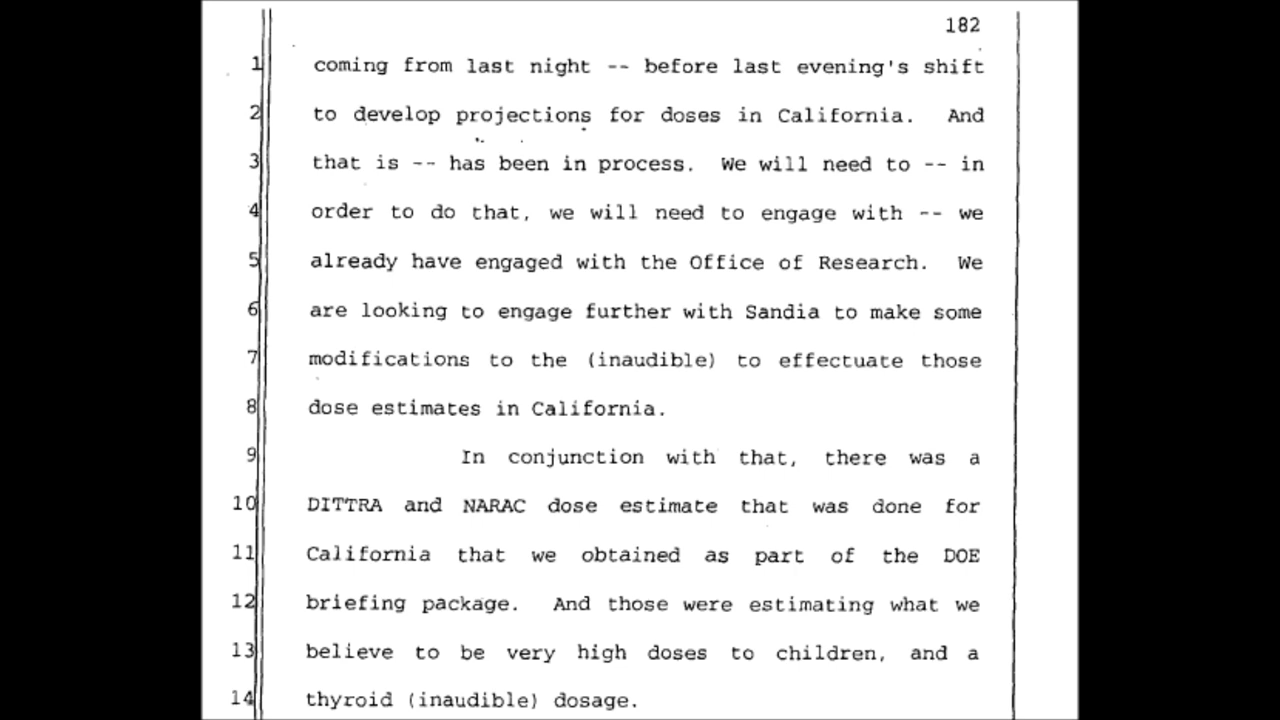 182
1 coming from last night -- before last evening's shift
2 to develop projections for doses in California. And
3 that is -- has been in process. We will need to -- in
4 order to do that, we will need to engage with -- we
5 already have engaged with the Office of Research. We
6 are looking to engage further with Sandia to make some
7 modifications to the (inaudible) to effectuate those
8 dose estimates in California.
9 In conjunction with that, there was a
10 DITTRA and NARAC dose estimate that was done for
11 California that we obtained as part of the DOE
12 briefing package. And those were estimating what we
13 believe to be very high doses to children, and a
14 thyroid (inaudible) dosage.